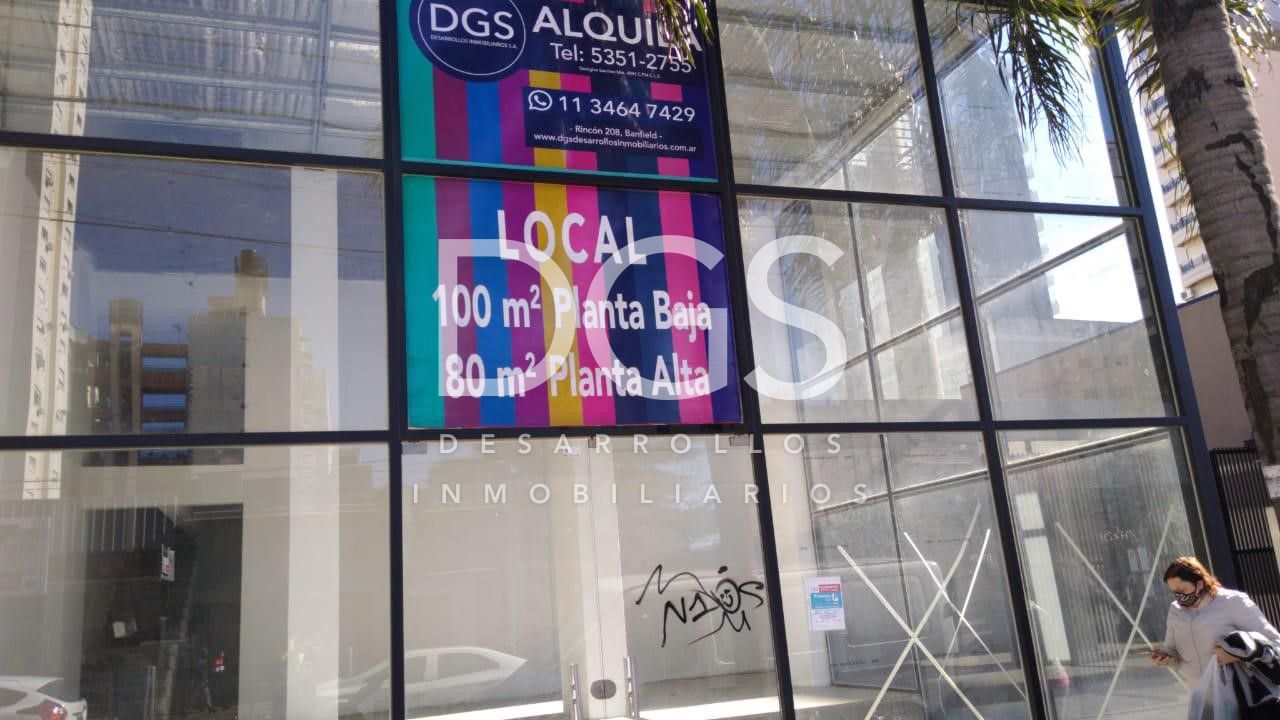 DGS
DESARROLLOS INMOBILIARIOS S.A.
ALQUILA
Tel: 5351-2755
11 3464 7429
- Rincón 208, Banfield -
www.dgsdesarrollosinmobiliarios.com.ar
LOCAL
100 m² Planta Baja
80 m² Planta Alta
DGS
DESARROLLOS
INMOBILIARIOS